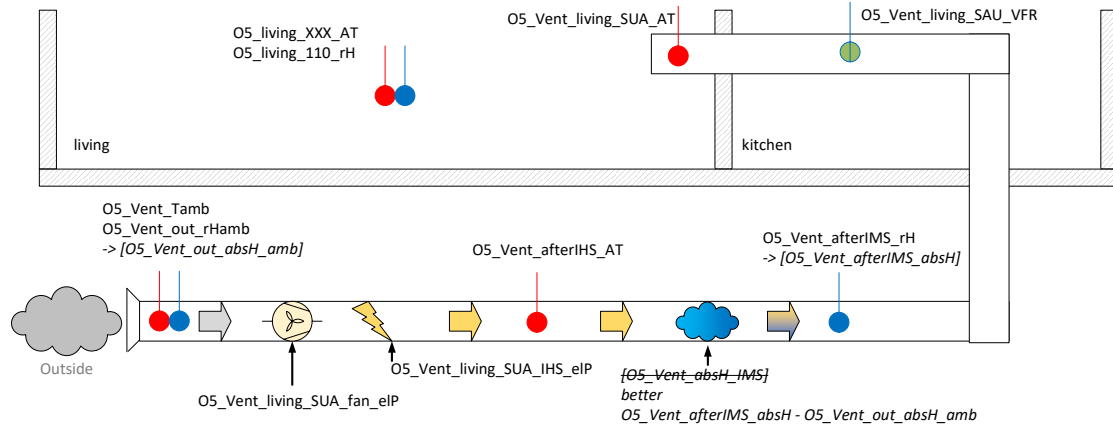 O5_Vent_living_SUA_AT
O5_Vent_living_SAU_VFR
O5_living_XXX_AT
O5_living_110_rH
living
kitchen
O5_Vent_Tamb
O5_Vent_out_rHamb
-> [O5_Vent_out_absH_amb]
O5_Vent_afterIHS_AT
O5_Vent_afterIMS_rH
-> [O5_Vent_afterIMS_absH]
Outside
O5_Vent_living_SUA_IHS_elP
O5_Vent_living_SUA_fan_elP
[O5_Vent_absH_IMS]
better
O5_Vent_afterIMS_absH - O5_Vent_out_absH_amb